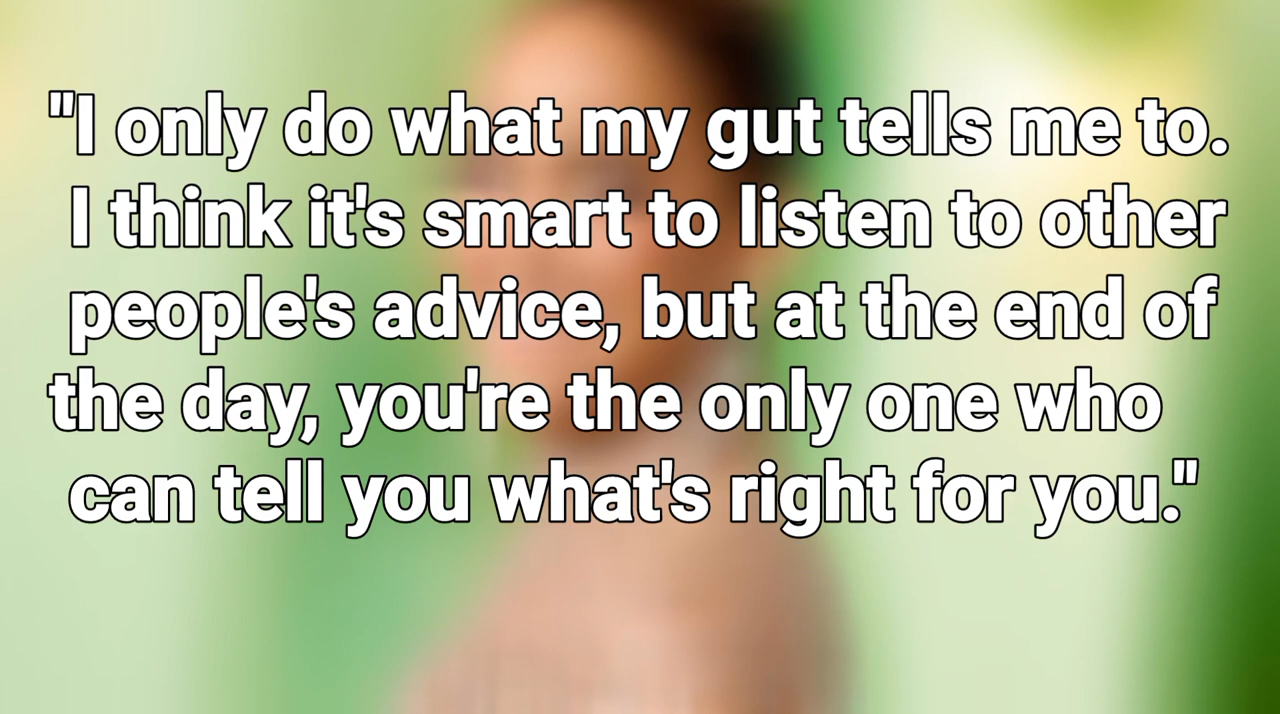 "I only do what my gut tells me to.
I think it's smart to listen to other
people's advice, but at the end of
the day, you're the only one who
can tell you what's right for you."